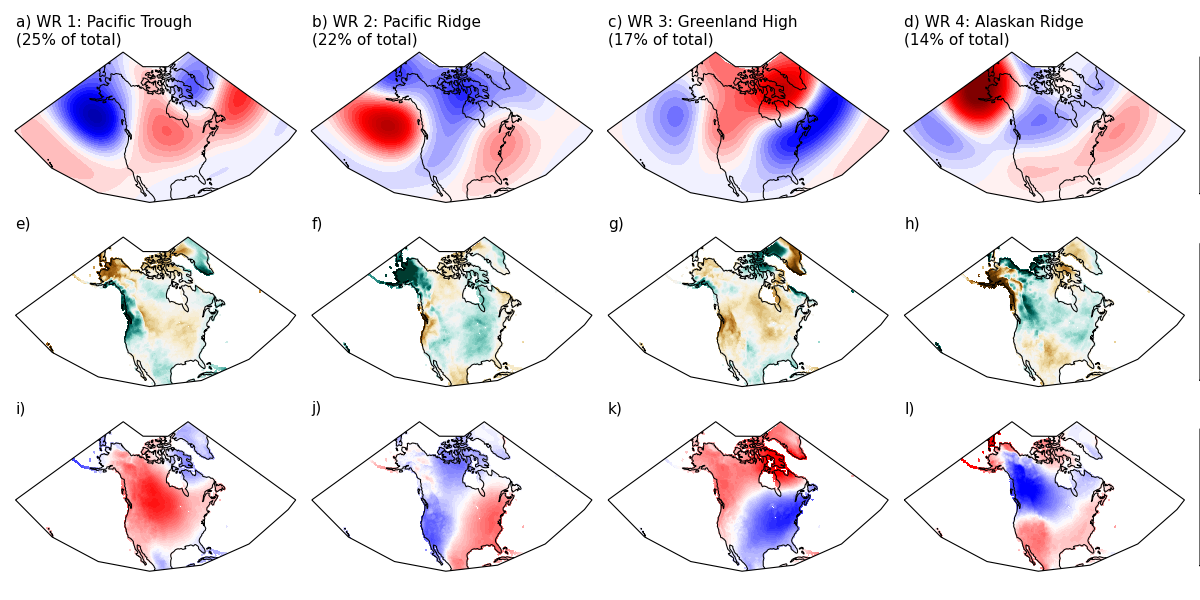 a) WR 1: Pacific Trough
(25% of total)
b) WR 2: Pacific Ridge
(22% of total)
c) WR 3: Greenland High
(17% of total)
d) WR 4: Alaskan Ridge
(14% of total)
e)
f)
g)
h)
i)
j)
k)
l)